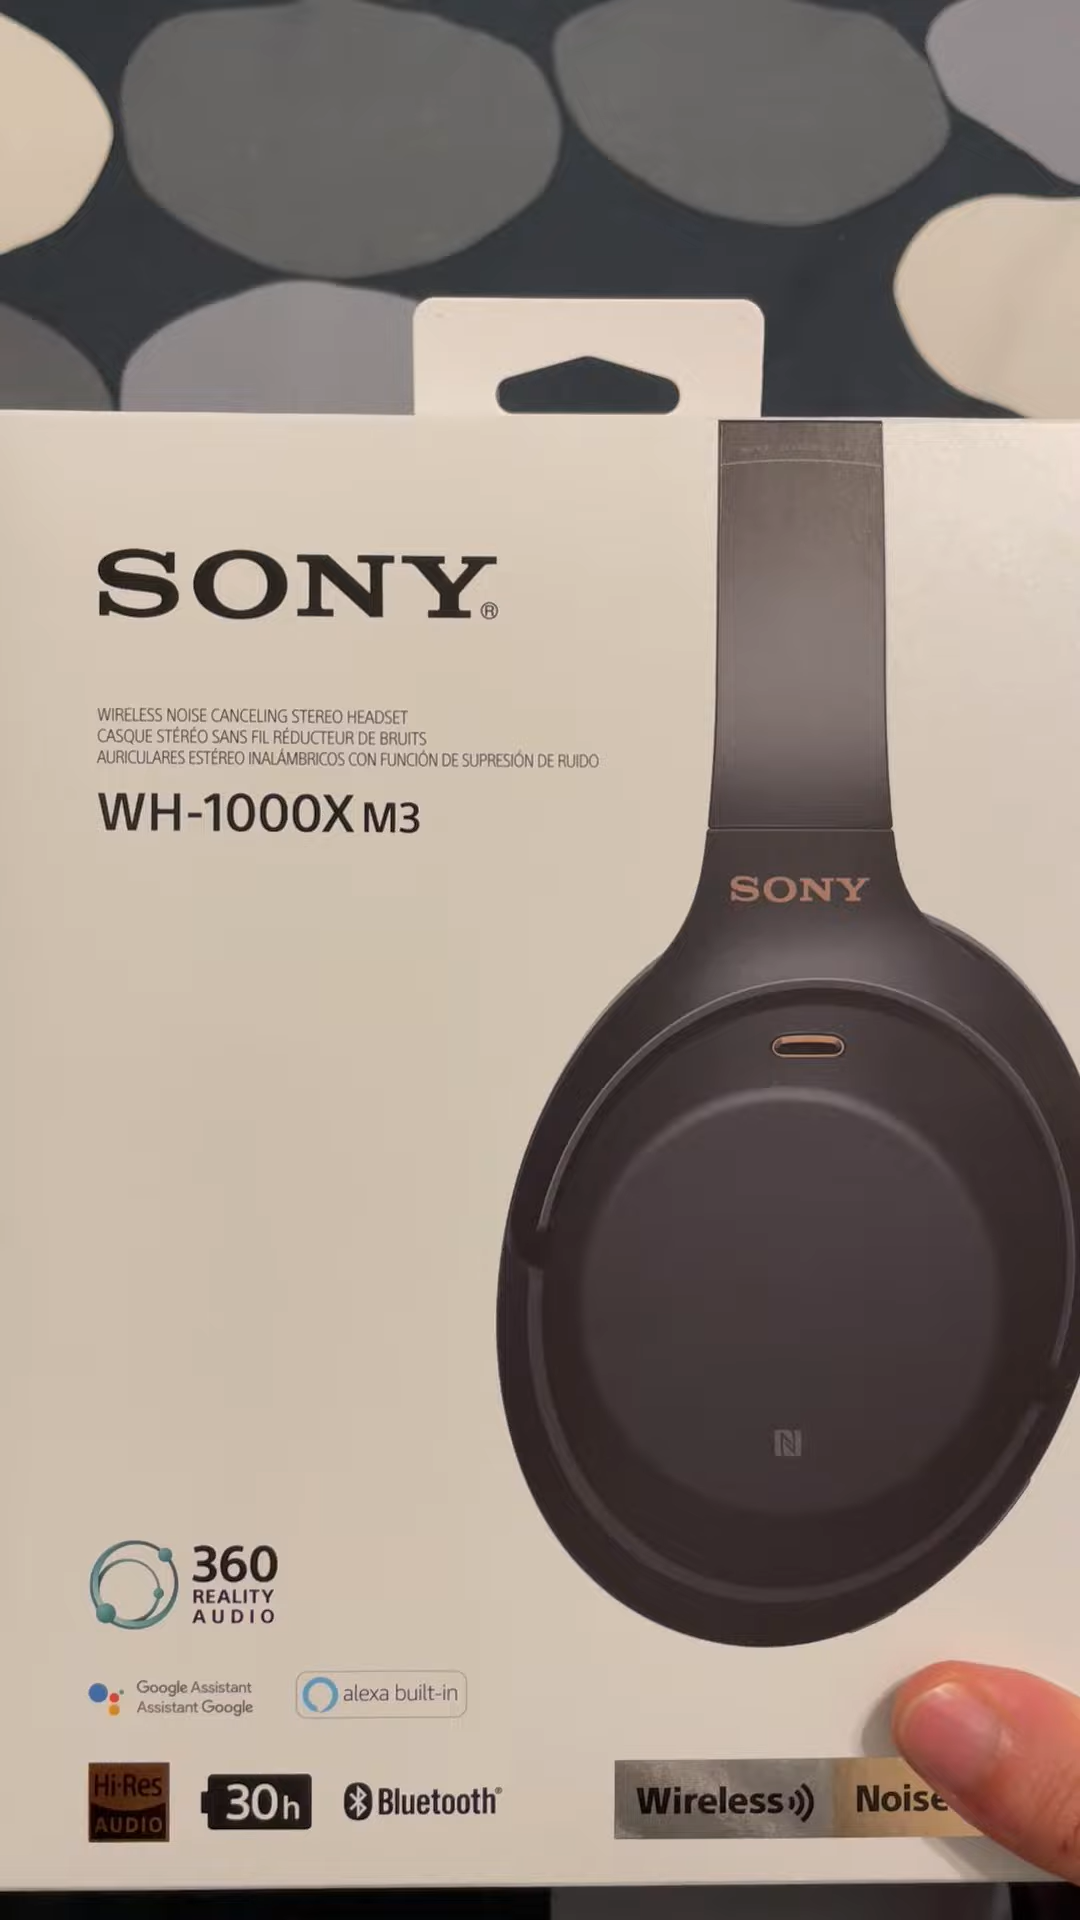 SONY®
WIRELESS NOISE CANCELING STEREO HEADSET
CASQUE STÉRÉO SANS FIL RÉDUCTEUR DE BRUITS
AURICULARES ESTÉREO INALÁMBRICOS CON FUNCIÓN DE SUPRESIÓN DE RUIDO
WH-1000XM3
SONY
360
REALITY
AUDIO
Google Assistant
Assistant Google
alexa built-in
Hi-Res
AUDIO
30h
Bluetooth®
Wireless
Noise